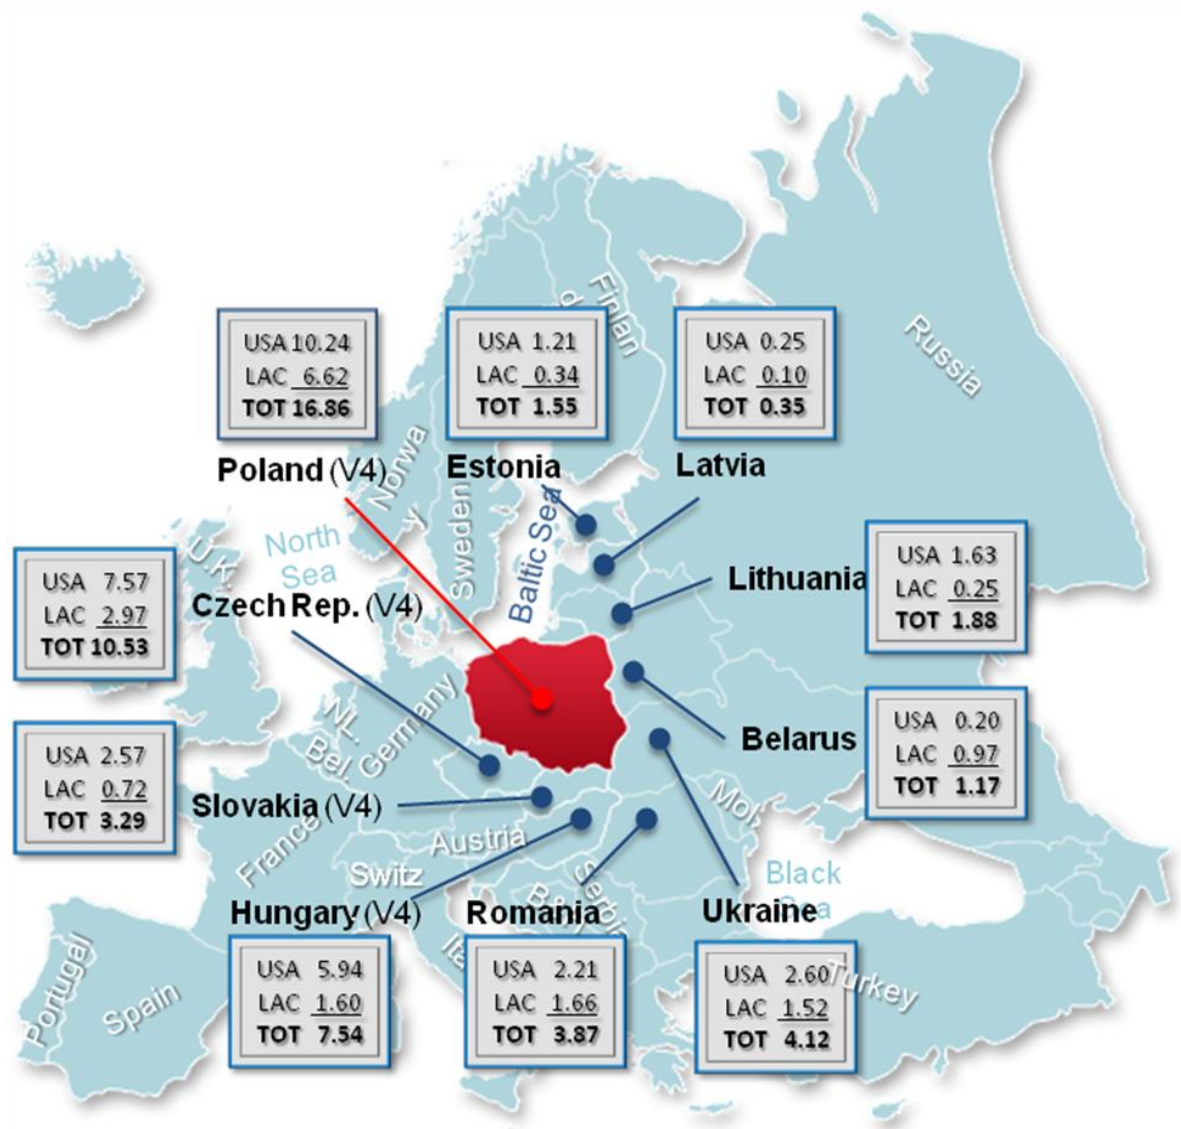 Finlan
d
Russia
USA 10.24
LAC 6.62
TOT 16.86
Poland (V4)
USA 1.21
LAC 0.34
TOT 1.55
Estonia
USA 0.25
LAC 0.10
TOT 0.35
Latvia
Norwa
y
Sweden
Baltic Sea
North
Sea
U.K.
USA 7.57
LAC 2.97
TOT 10.53
Czech Rep. (V4)
Lithuania
USA 1.63
LAC 0.25
TOT 1.88
NL.
Bel.
Germany
Belarus
USA 0.20
LAC 0.97
TOT 1.17
USA 2.57
LAC 0.72
TOT 3.29
Slovakia (V4)
Mol.
France
Austria
Switz
Serbia
Black
Sea
Hungary (V4)
Romania
Ukraine
Portugal
Spain
Turkey
USA 5.94
LAC 1.60
TOT 7.54
USA 2.21
LAC 1.66
TOT 3.87
USA 2.60
LAC 1.52
TOT 4.12